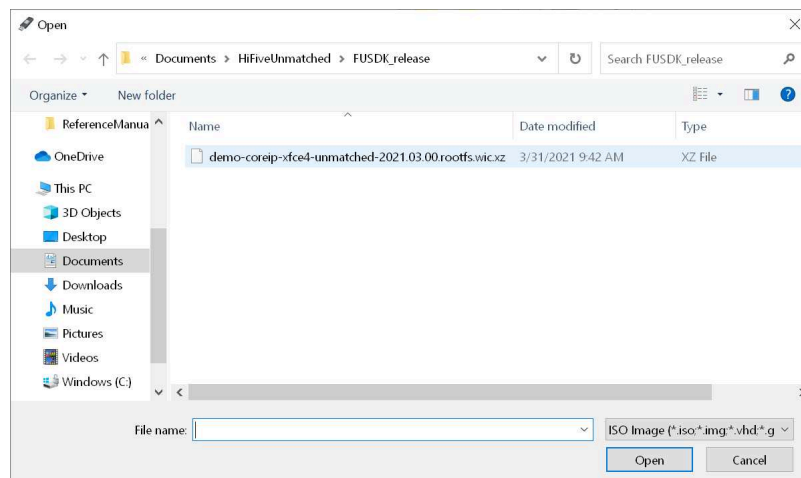 Open
« Documents › HiFiveUnmatched › FUSDK_release
Search FUSDK_release
Organize
New folder
ReferenceManua
Name
Date modified
Type
demo-coreip-xfce4-unmatched-2021.03.00.rootfs.wic.xz 3/31/2021 9:42 AM XZ File
OneDrive
This PC
3D Objects
Desktop
Documents
Downloads
Music
Pictures
Videos
Windows (C:)
File name:
ISO Image (*.iso;*.img;*.vhd;*.g
Open
Cancel